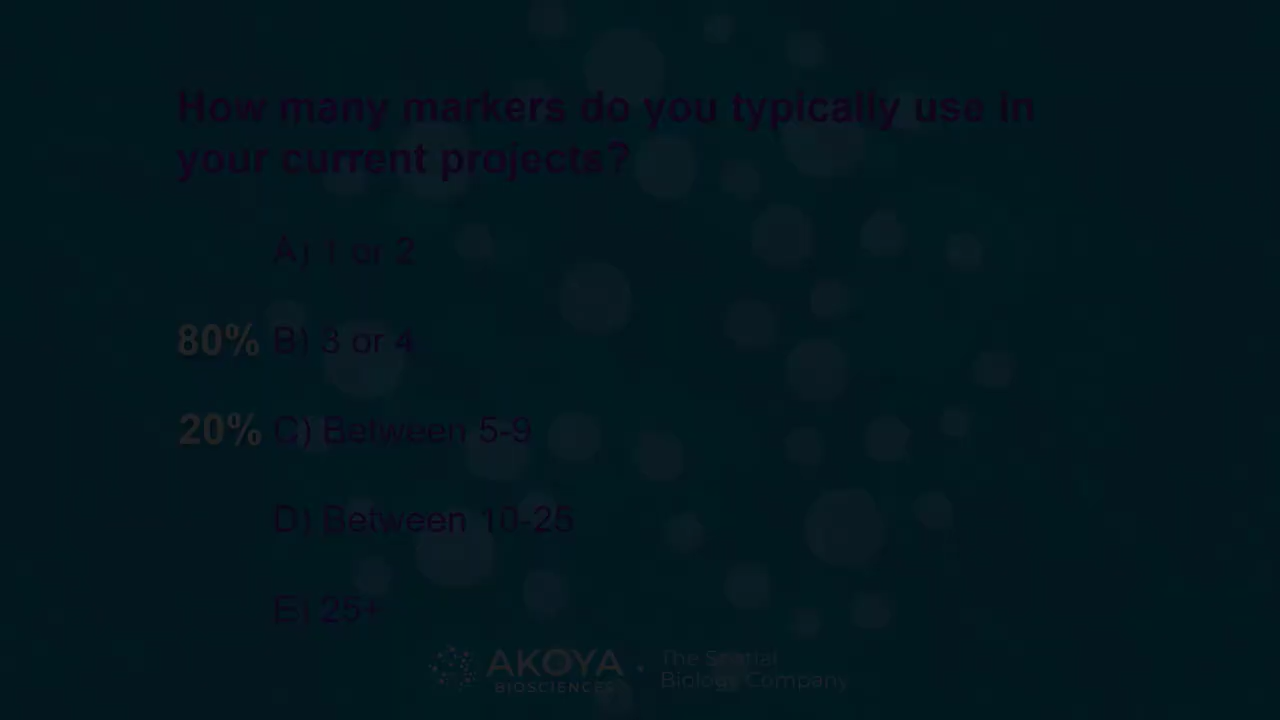 How many markers do you typically use in
your current projects?
A) 1 or 2
80% B) 3 or 4
20% C) Between 5-9
D) Between 10-25
E) 25+
AKOYA
BIOSCIENCES
The Spatial
Biology Company